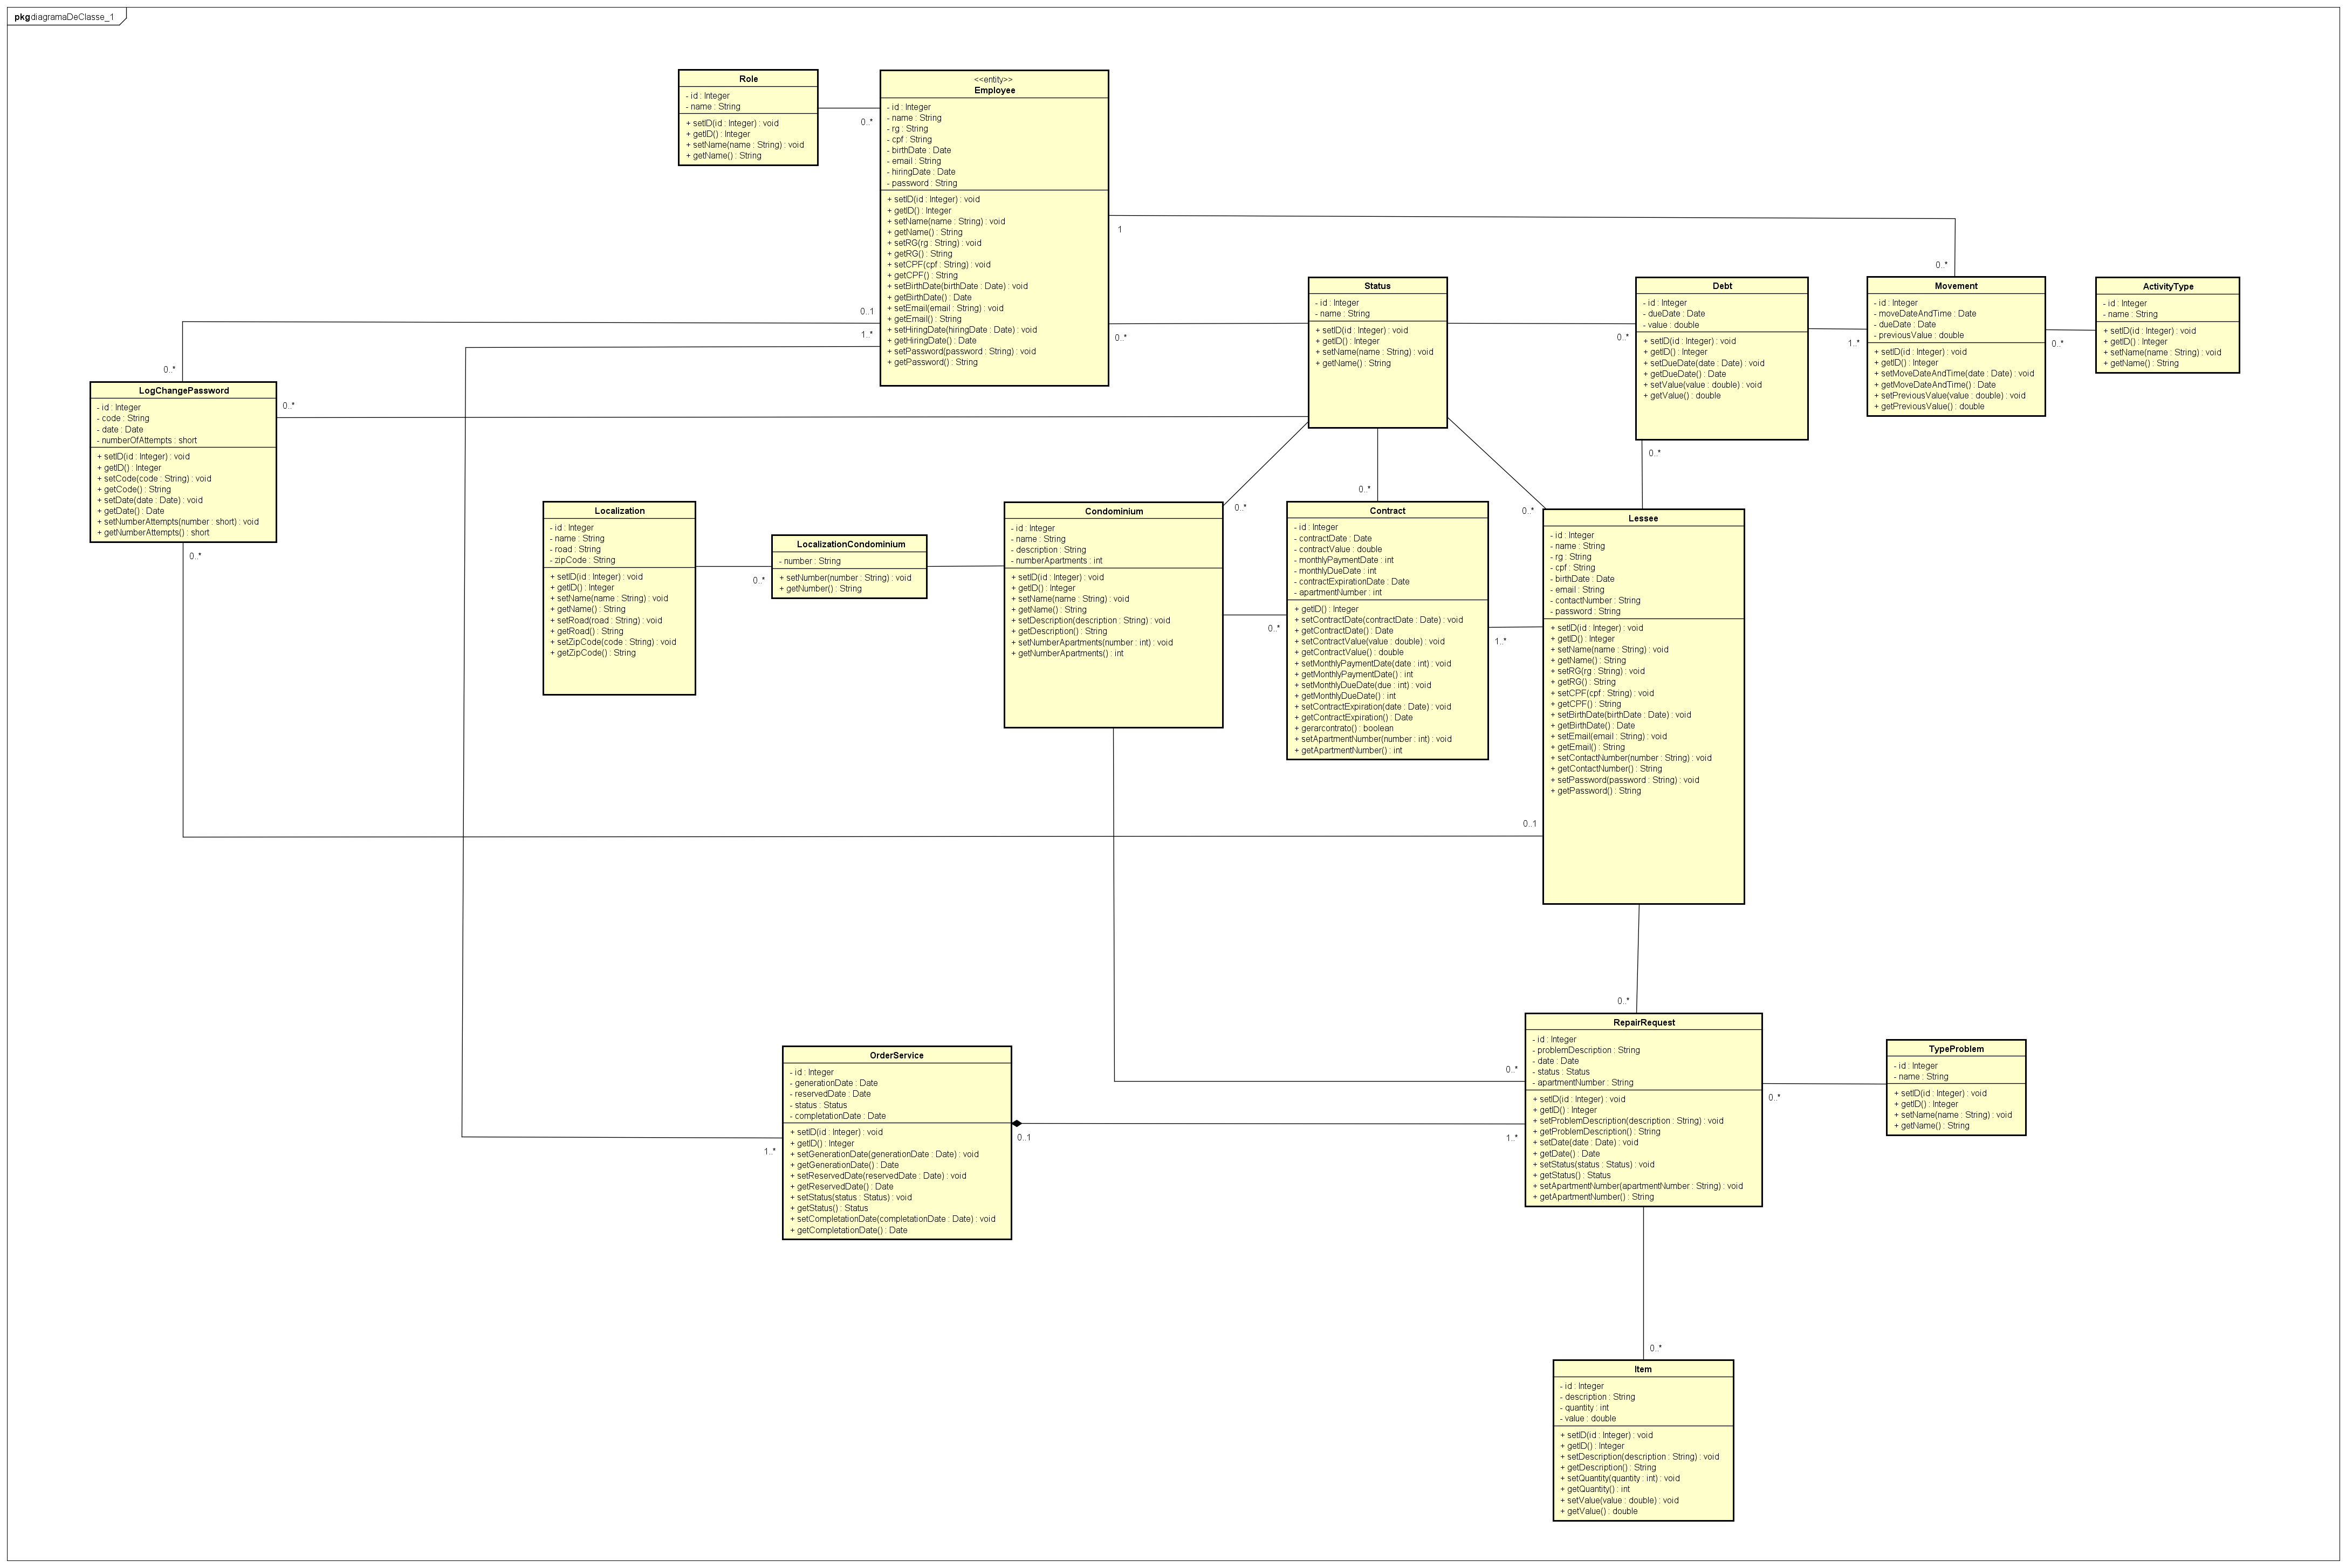 pkg diagramaDeClasse_1
Role
- id : Integer
- name : String
+ setID(id : Integer) : void
+ getID() : Integer
+ setName(name : String) : void
+ getName() : String
0..*
<<entity>>
Employee
- id : Integer
- name : String
- rg : String
- cpf : String
- birthDate : Date
- email : String
- hiringDate : Date
- password : String
+ setID(id : Integer) : void
+ getID() : Integer
+ setName(name : String) : void
+ getName() : String
+ setRG(rg : String) : void
+ getRG() : String
+ setCPF(cpf : String) : void
+ getCPF() : String
+ setBirthDate(birthDate : Date) : void
+ getBirthDate() : Date
+ setEmail(email : String) : void
+ getEmail() : String
+ setHiringDate(hiringDate : Date) : void
+ getHiringDate() : Date
+ setPassword(password : String) : void
+ getPassword() : String
1
0..*
0..1
1..*
0..*
Status
- id : Integer
- name : String
+ setID(id : Integer) : void
+ getID() : Integer
+ setName(name : String) : void
+ getName() : String
0..*
Debt
- id : Integer
- dueDate : Date
- value : double
+ setID(id : Integer) : void
+ getID() : Integer
+ setDueDate(date : Date) : void
+ getDueDate() : Date
+ setValue(value : double) : void
+ getValue() : double
1..*
Movement
- id : Integer
- moveDateAndTime : Date
- dueDate : Date
- previousValue : double
+ setID(id : Integer) : void
+ getID() : Integer
+ setMoveDateAndTime(date : Date) : void
+ getMoveDateAndTime() : Date
+ setPreviousValue(value : double) : void
+ getPreviousValue() : double
0..*
ActivityType
- id : Integer
- name : String
+ setID(id : Integer) : void
+ getID() : Integer
+ setName(name : String) : void
+ getName() : String
0..*
LogChangePassword
- id : Integer
- code : String
- date : Date
- numberOfAttempts : short
+ setID(id : Integer) : void
+ getID() : Integer
+ setCode(code : String) : void
+ getCode() : String
+ setDate(date : Date) : void
+ getDate() : Date
+ setNumberAttempts(number : short) : void
+ getNumberAttempts() : short
0..*
0..*
Localization
- id : Integer
- name : String
- road : String
- zipCode : String
+ setID(id : Integer) : void
+ getID() : Integer
+ setName(name : String) : void
+ getName() : String
+ setRoad(road : String) : void
+ getRoad() : String
+ setZipCode(code : String) : void
+ getZipCode() : String
0..*
LocalizationCondominium
- number : String
+ setNumber(number : String) : void
+ getNumber() : String
Condominium
- id : Integer
- name : String
- description : String
- numberApartments : int
+ setID(id : Integer) : void
+ getID() : Integer
+ setName(name : String) : void
+ getName() : String
+ setDescription(description : String) : void
+ getDescription() : String
+ setNumberApartments(number : int) : void
+ getNumberApartments() : int
0..*
0..*
0..*
Contract
- id : Integer
- contractDate : Date
- contractValue : double
- monthlyPaymentDate : int
- monthlyDueDate : int
- contractExpirationDate : Date
- apartmentNumber : int
+ getID() : Integer
+ setContractDate(contractDate : Date) : void
+ getContractDate() : Date
+ setContractValue(value : double) : void
+ getContractValue() : double
+ setMonthlyPaymentDate(date : int) : void
+ getMonthlyPaymentDate() : int
+ setMonthlyDueDate(due : int) : void
+ getMonthlyDueDate() : int
+ setContractExpiration(date : Date) : void
+ getContractExpiration() : Date
+ gerarcontrato() : boolean
+ setApartmentNumber(number : int) : void
+ getApartmentNumber() : int
0..*
0..*
1..*
Lessee
- id : Integer
- name : String
- rg : String
- cpf : String
- birthDate : Date
- email : String
- contactNumber : String
- password : String
+ setID(id : Integer) : void
+ getID() : Integer
+ setName(name : String) : void
+ getName() : String
+ setRG(rg : String) : void
+ getRG() : String
+ setCPF(cpf : String) : void
+ getCPF() : String
+ setBirthDate(birthDate : Date) : void
+ getBirthDate() : Date
+ setEmail(email : String) : void
+ getEmail() : String
+ setContactNumber(number : String) : void
+ getContactNumber() : String
+ setPassword(password : String) : void
+ getPassword() : String
0..1
0..*
OrderService
- id : Integer
- generationDate : Date
- reservedDate : Date
- status : Status
- completationDate : Date
+ setID(id : Integer) : void
+ getID() : Integer
+ setGenerationDate(generationDate : Date) : void
+ getGenerationDate() : Date
+ setReservedDate(reservedDate : Date) : void
+ getReservedDate() : Date
+ setStatus(status : Status) : void
+ getStatus() : Status
+ setCompletationDate(completationDate : Date) : void
+ getCompletationDate() : Date
1..*
0..1
0..*
1..*
RepairRequest
- id : Integer
- problemDescription : String
- date : Date
- status : Status
- apartmentNumber : String
+ setID(id : Integer) : void
+ getID() : Integer
+ setProblemDescription(description : String) : void
+ getProblemDescription() : String
+ setDate(date : Date) : void
+ getDate() : Date
+ setStatus(status : Status) : void
+ getStatus() : Status
+ setApartmentNumber(apartmentNumber : String) : void
+ getApartmentNumber() : String
0..*
TypeProblem
- id : Integer
- name : String
+ setID(id : Integer) : void
+ getID() : Integer
+ setName(name : String) : void
+ getName() : String
0..*
Item
- id : Integer
- description : String
- quantity : int
- value : double
+ setID(id : Integer) : void
+ getID() : Integer
+ setDescription(description : String) : void
+ getDescription() : String
+ setQuantity(quantity : int) : void
+ getQuantity() : int
+ setValue(value : double) : void
+ getValue() : double